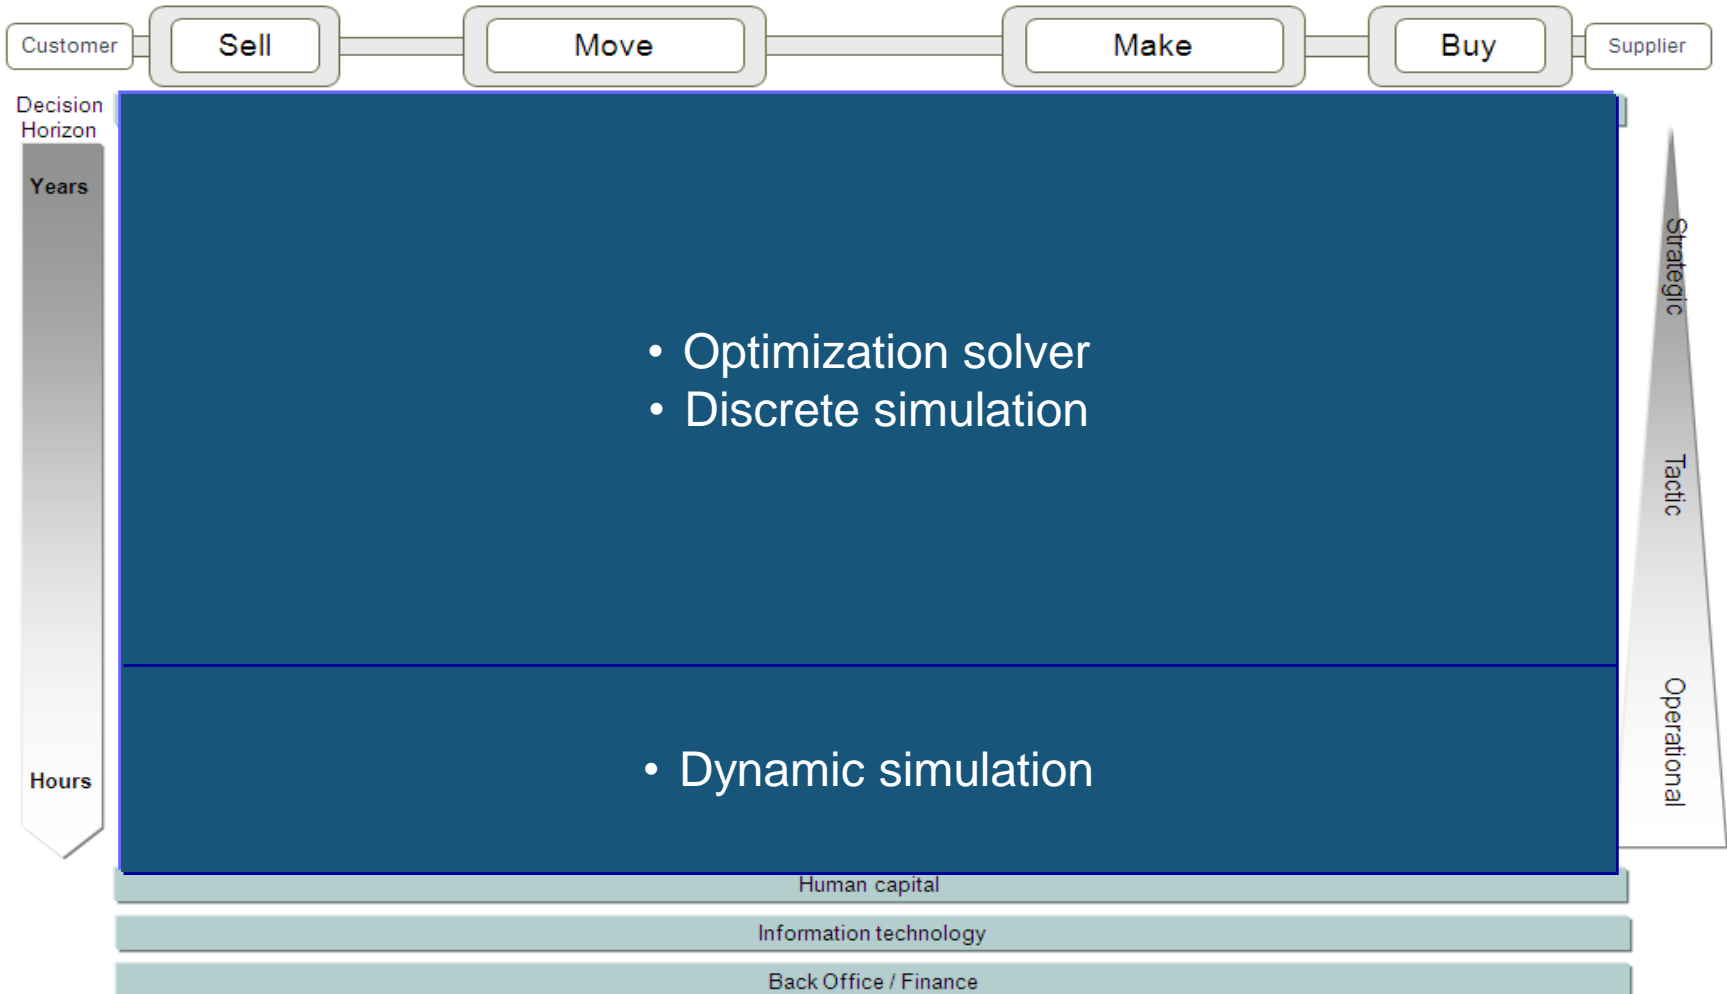 Customer
Sell
Move
Make
Buy
Supplier
Decision
Horizon
Years
Hours
• Optimization solver
• Discrete simulation
• Dynamic simulation
Strategic
Tactic
Operational
Human capital
Information technology
Back Office / Finance